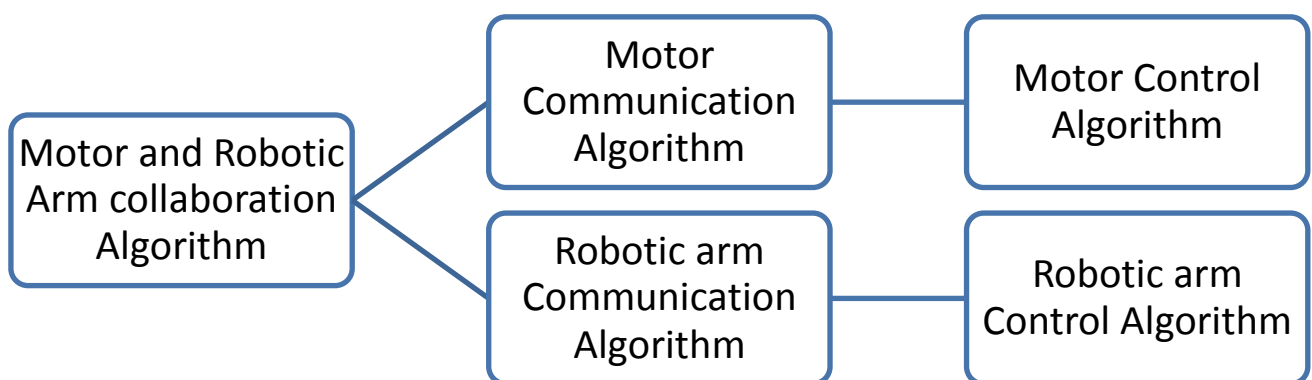 Motor and Robotic
Arm collaboration
Algorithm
Motor
Communication
Algorithm
Motor Control
Algorithm
Robotic arm
Communication
Algorithm
Robotic arm
Control Algorithm